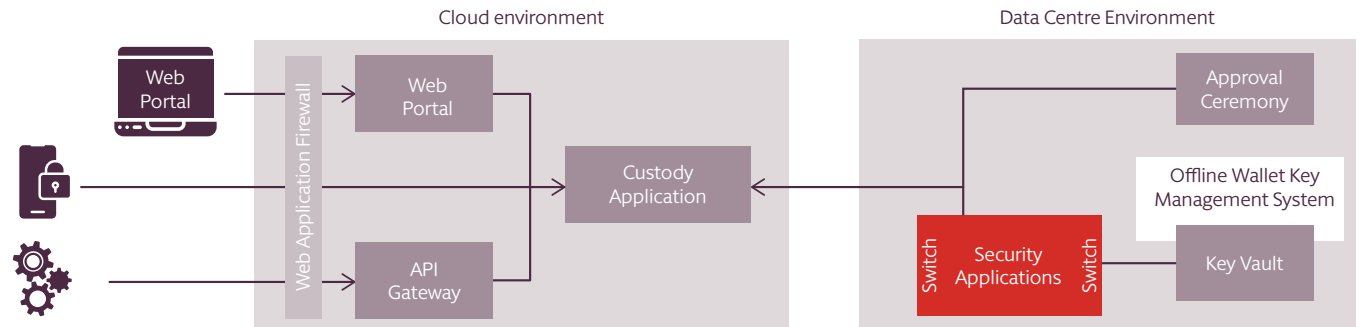 Cloud environment
Data Centre Environment
Web
Portal
Web Application Firewall
Web
Portal
Custody
Application
API
Gateway
Approval
Ceremony
Offline Wallet Key
Management System
Switch
Security
Applications
Switch
Key Vault